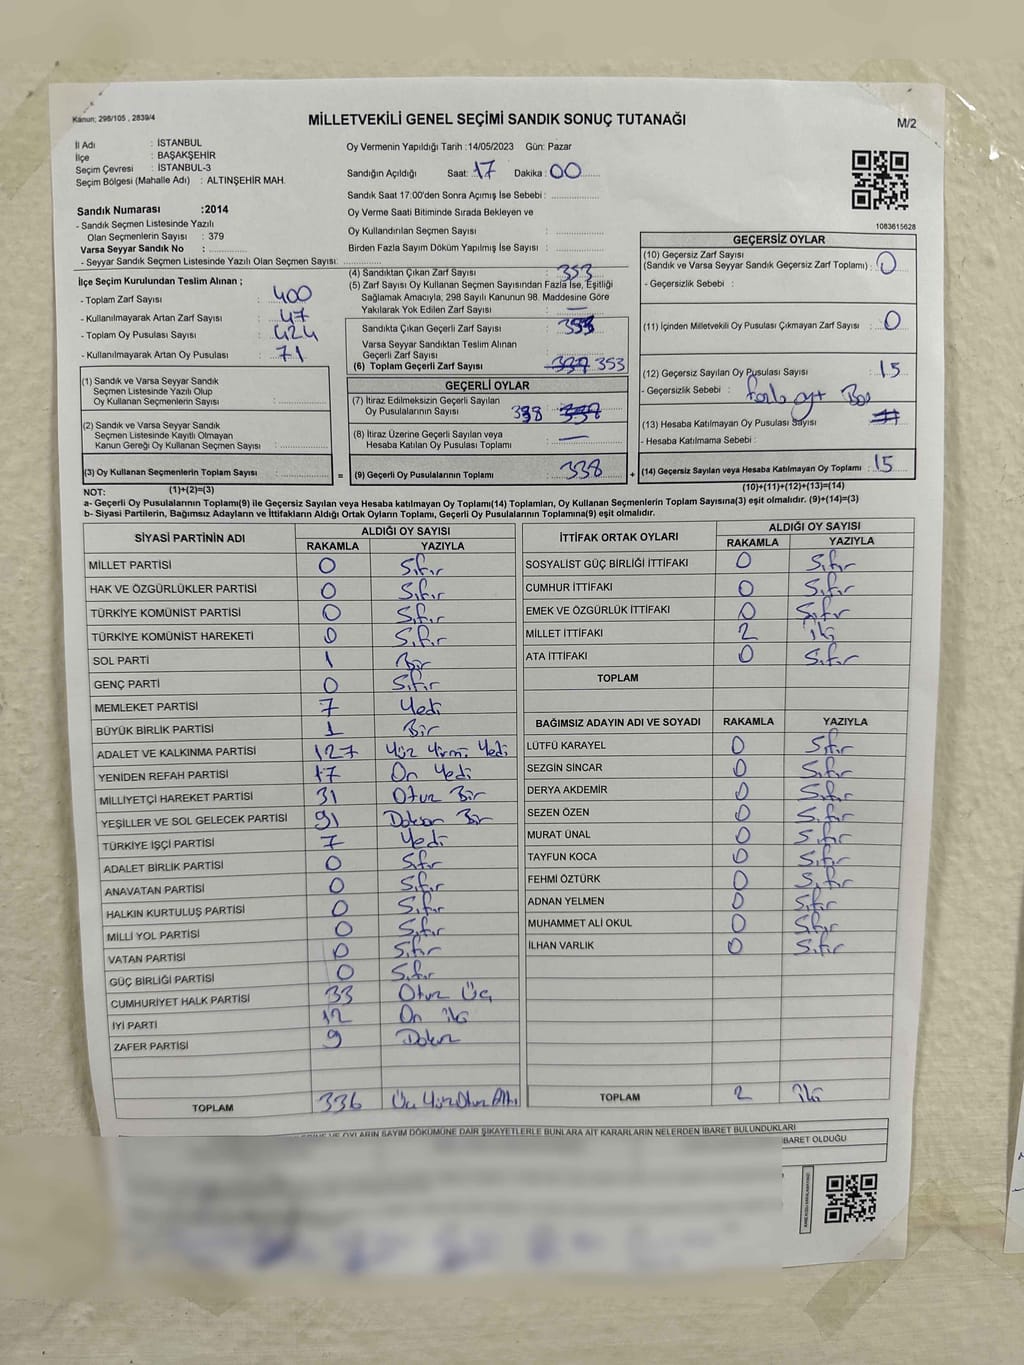 Kanun; 298/105 , 2839/4
MİLLETVEKİLİ GENEL SEÇİMİ SANDIK SONUÇ TUTANAĞI
M/2
İl Adı : İSTANBUL
İlçe : BAŞAKŞEHİR
Seçim Çevresi : İSTANBUL-3
Seçim Bölgesi (Mahalle Adı) : ALTINŞEHİR MAH.
Sandık Numarası :2014
- Sandık Seçmen Listesinde Yazılı
Olan Seçmenlerin Sayısı : 379
Varsa Seyyar Sandık No :
- Seyyar Sandık Seçmen Listesinde Yazılı Olan Seçmen Sayısı:
Oy Vermenin Yapıldığı Tarih :14/05/2023 Gün: Pazar
Sandığın Açıldığı Saat: 17 Dakika : 00
Sandık Saat 17:00'den Sonra Açımış İse Sebebi :
Oy Verme Saati Bitiminde Sırada Bekleyen ve
Oy Kullandırılan Seçmen Sayısı :
Birden Fazla Sayım Döküm Yapılmış İse Sayısı :
1083615628
İlçe Seçim Kurulundan Teslim Alınan ;
- Toplam Zarf Sayısı : 400
- Kullanılmayarak Artan Zarf Sayısı : 47
- Toplam Oy Pusulası Sayısı : 424
- Kullanılmayarak Artan Oy Pusulası : 71
(4) Sandıktan Çıkan Zarf Sayısı : 353
(5) Zarf Sayısı Oy Kullanan Seçmen Sayısından Fazla İse, Eşitliği
Sağlamak Amacıyla; 298 Sayılı Kanunun 98. Maddesine Göre
Yakılarak Yok Edilen Zarf Sayısı : —
Sandıkta Çıkan Geçerli Zarf Sayısı : 353
Varsa Seyyar Sandıktan Teslim Alınan
Geçerli Zarf Sayısı :
(6) Toplam Geçerli Zarf Sayısı : 353
GEÇERSİZ OYLAR
(10) Geçersiz Zarf Sayısı
(Sandık ve Varsa Seyyar Sandık Geçersiz Zarf Toplamı) : 0
- Geçersizlik Sebebi :
(11) İçinden Milletvekili Oy Pusulası Çıkmayan Zarf Sayısı : 0
(12) Geçersiz Sayılan Oy Pusulası Sayısı : 15
- Geçersizlik Sebebi :
(13) Hesaba Katılmayan Oy Pusulası Sayısı :
- Hesaba Katılmama Sebebi :
(14) Geçersiz Sayılan veya Hesaba Katılmayan Oy Toplamı : 15
(1) Sandık ve Varsa Seyyar Sandık
Seçmen Listesinde Yazılı Olup
Oy Kullanan Seçmenlerin Sayısı :
(2) Sandık ve Varsa Seyyar Sandık
Seçmen Listesinde Kayıtlı Olmayan
Kanun Gereği Oy Kullanan Seçmen Sayısı :
(3) Oy Kullanan Seçmenlerin Toplam Sayısı :
GEÇERLİ OYLAR
(7) İtiraz Edilmeksizin Geçerli Sayılan
Oy Pusulalarının Sayısı 338
(8) İtiraz Üzerine Geçerli Sayılan veya
Hesaba Katılan Oy Pusulası Toplamı : —
= (9) Geçerli Oy Pusulalarının Toplamı : 338 +
NOT: (1)+(2)=(3) (10)+(11)+(12)+(13)=(14)
a- Geçerli Oy Pusulalarının Toplamı(9) ile Geçersiz Sayılan veya Hesaba katılmayan Oy Toplamı(14) Toplamları, Oy Kullanan Seçmenlerin Toplam Sayısına(3) eşit olmalıdır. (9)+(14)=(3)
b- Siyasi Partilerin, Bağımsız Adayların ve İttifakların Aldığı Ortak Oyların Toplamı, Geçerli Oy Pusulalarının Toplamına(9) eşit olmalıdır.
SİYASİ PARTİNİN ADI ALDIĞI OY SAYISI
RAKAMLA YAZIYLA
MİLLET PARTİSİ 0 Sıfır
HAK VE ÖZGÜRLÜKLER PARTİSİ 0 Sıfır
TÜRKİYE KOMÜNİST PARTİSİ 0 Sıfır
TÜRKİYE KOMÜNİST HAREKETİ 0 Sıfır
SOL PARTİ 1 Bir
GENÇ PARTİ 0 Sıfır
MEMLEKET PARTİSİ 7 Yedi
BÜYÜK BİRLİK PARTİSİ 1 Bir
ADALET VE KALKINMA PARTİSİ 127 Yüz Yirmi Yedi
YENİDEN REFAH PARTİSİ 17 On Yedi
MİLLİYETÇİ HAREKET PARTİSİ 31 Otuz Bir
YEŞİLLER VE SOL GELECEK PARTİSİ 91 Doksan Bir
TÜRKİYE İŞÇİ PARTİSİ 7 Yedi
ADALET BİRLİK PARTİSİ 0 Sıfır
ANAVATAN PARTİSİ 0 Sıfır
HALKIN KURTULUŞ PARTİSİ 0 Sıfır
MİLLİ YOL PARTİSİ 0 Sıfır
VATAN PARTİSİ 0 Sıfır
GÜÇ BİRLİĞİ PARTİSİ 0 Sıfır
CUMHURİYET HALK PARTİSİ 33 Otuz Üç
İYİ PARTİ 12 On iki
ZAFER PARTİSİ 9 Dokuz
TOPLAM 336 Üç Yüz Otuz Altı
İTTİFAK ORTAK OYLARI ALDIĞI OY SAYISI
RAKAMLA YAZIYLA
SOSYALİST GÜÇ BİRLİĞİ İTTİFAKI 0 Sıfır
CUMHUR İTTİFAKI 0 Sıfır
EMEK VE ÖZGÜRLÜK İTTİFAKI 0 Sıfır
MİLLET İTTİFAKI 2 iki
ATA İTTİFAKI 0 Sıfır
TOPLAM
BAĞIMSIZ ADAYIN ADI VE SOYADI RAKAMLA YAZIYLA
LÜTFÜ KARAYEL 0 Sıfır
SEZGİN SİNCAR 0 Sıfır
DERYA AKDEMİR 0 Sıfır
SEZEN ÖZEN 0 Sıfır
MURAT ÜNAL 0 Sıfır
TAYFUN KOCA 0 Sıfır
FEHMİ ÖZTÜRK 0 Sıfır
ADNAN YELMEN 0 Sıfır
MUHAMMET ALİ OKUL 0 Sıfır
İLHAN VARLIK 0 Sıfır
TOPLAM 2 iki
OYLARIN SAYIM DÖKÜMÜNE DAİR ŞİKAYETLERLE BUNLARA AİT KARARLARIN NELERDEN İBARET BULUNDUKLARI
İBARET OLDUĞU